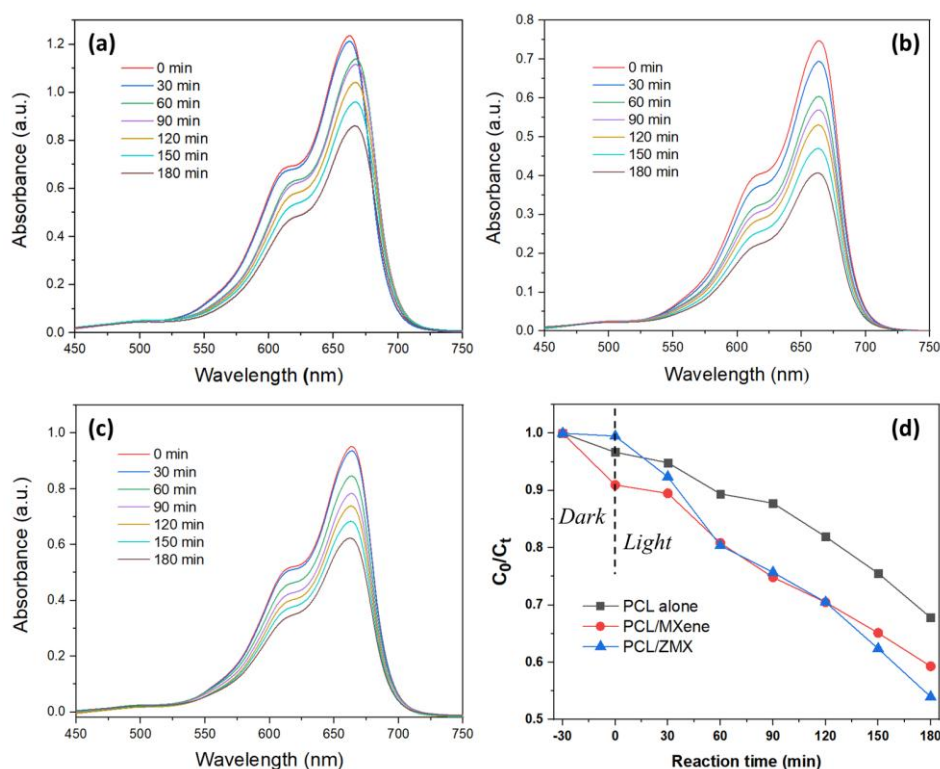 (a)
0 min
30 min
60 min
90 min
120 min
150 min
180 min
1.2
1.0
0.8
0.6
0.4
0.2
0.0
Absorbance (a.u.)
450 500 550 600 650 700 750
Wavelength (nm)
(b)
0 min
30 min
60 min
90 min
120 min
150 min
180 min
0.8
0.7
0.6
0.5
0.4
0.3
0.2
0.1
0.0
Absorbance (a.u.)
450 500 550 600 650 700 750
Wavelength (nm)
(c)
0 min
30 min
60 min
90 min
120 min
150 min
180 min
1.0
0.8
0.6
0.4
0.2
0.0
Absorbance (a.u.)
450 500 550 600 650 700 750
Wavelength (nm)
(d)
1.0
0.9
0.8
0.7
0.6
0.5
C0/Ct
Dark
Light
PCL alone
PCL/MXene
PCL/ZMX
-30 0 30 60 90 120 150 180
Reaction time (min)